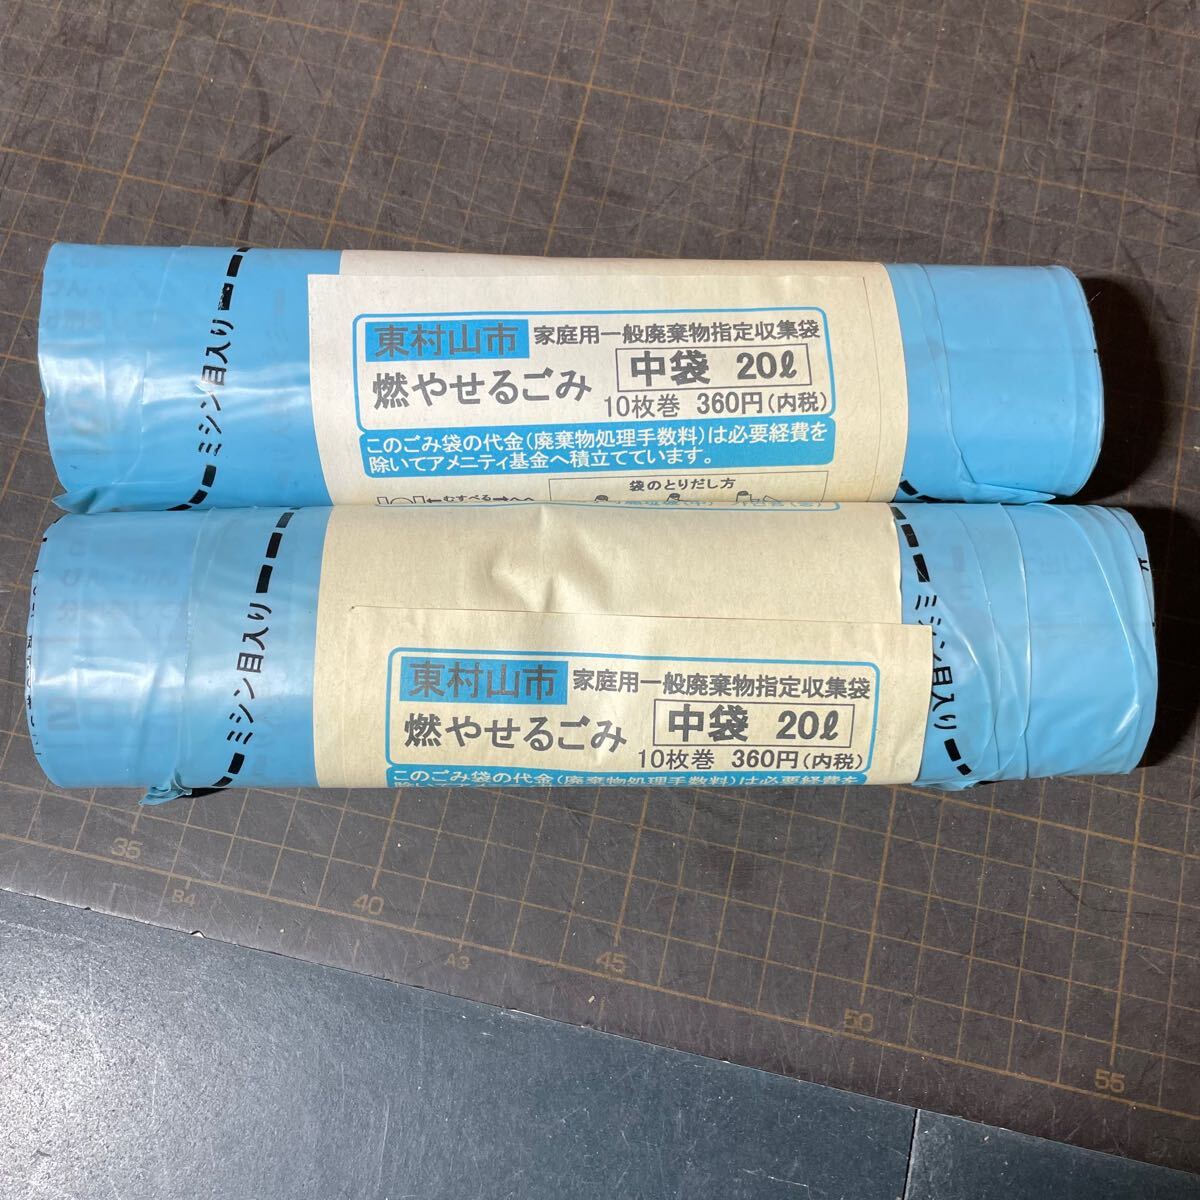 ミシン目入り
東村山市 家庭用一般廃棄物指定収集袋
燃やせるごみ 中袋 20ℓ
10枚巻 360円(内税)
このごみ袋の代金(廃棄物処理手数料)は必要経費を
除いてアメニティ基金へ積立てています。
袋のとりだし方
むすべる
ミシン目入り
東村山市 家庭用一般廃棄物指定収集袋
燃やせるごみ 中袋 20ℓ
10枚巻 360円(内税)
このごみ袋の代金(廃棄物処理手数料)は必要経費を
ミシン目入り
35
B4
40
A3
45
50
55